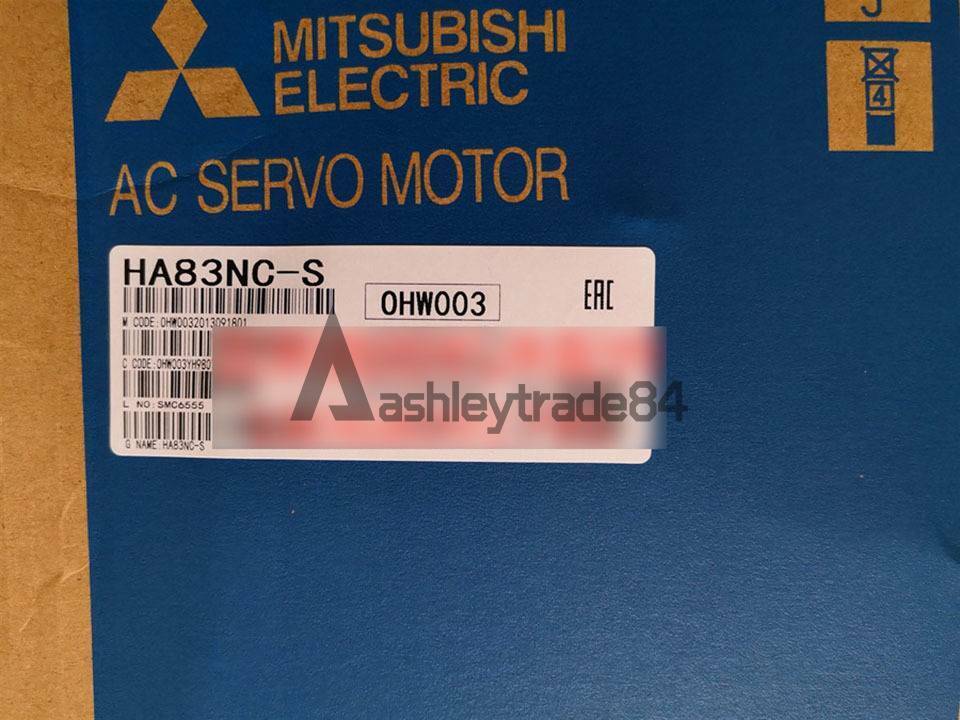 MITSUBISHI
ELECTRIC
4
AC SERVO MOTOR
HA83NC-S
0HW003
EAC
M CODE:0HW0032013091801
C CODE:0HW003YH980
L NO:SMC6555
G NAME:HA83NC-S
ashleytrade84